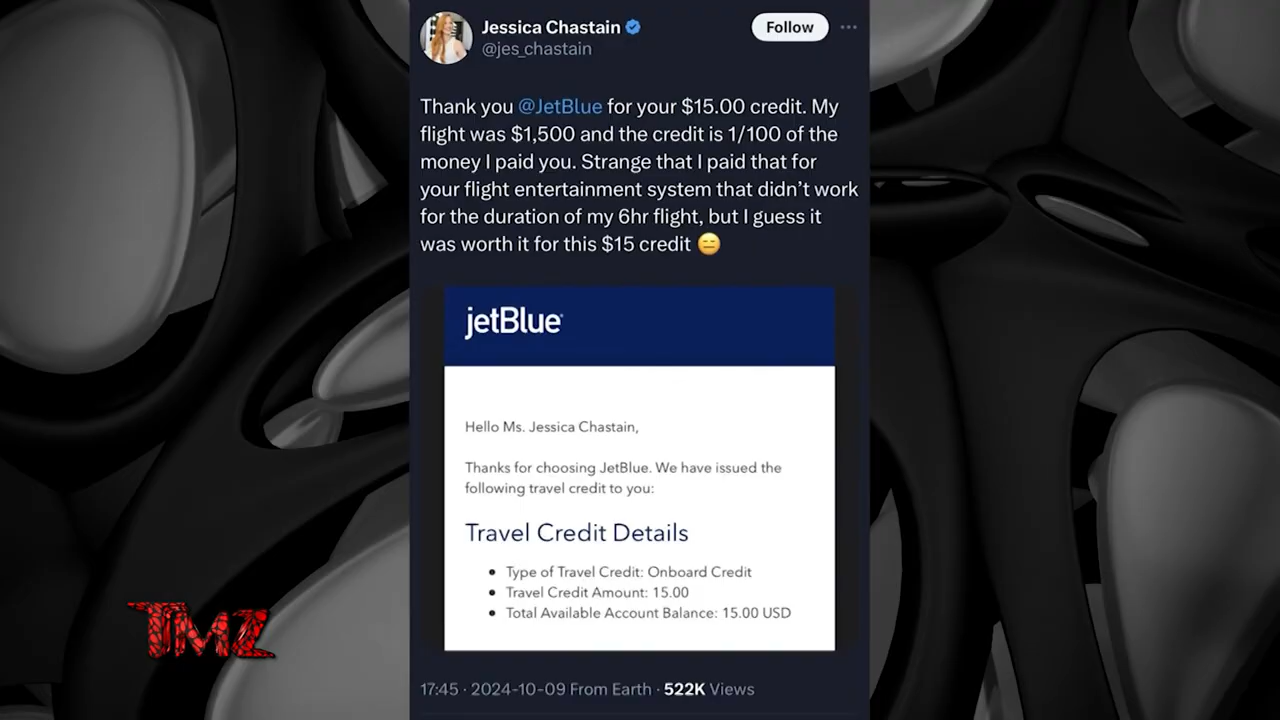 Jessica Chastain
@jes_chastain
Follow
Thank you @JetBlue for your $15.00 credit. My
flight was $1,500 and the credit is 1/100 of the
money I paid you. Strange that I paid that for
your flight entertainment system that didn’t work
for the duration of my 6hr flight, but I guess it
was worth it for this $15 credit 😑
jetBlue
Hello Ms. Jessica Chastain,
Thanks for choosing JetBlue. We have issued the
following travel credit to you:
Travel Credit Details
• Type of Travel Credit: Onboard Credit
• Travel Credit Amount: 15.00
• Total Available Account Balance: 15.00 USD
17:45 · 2024-10-09 From Earth · 522K Views
TMZ